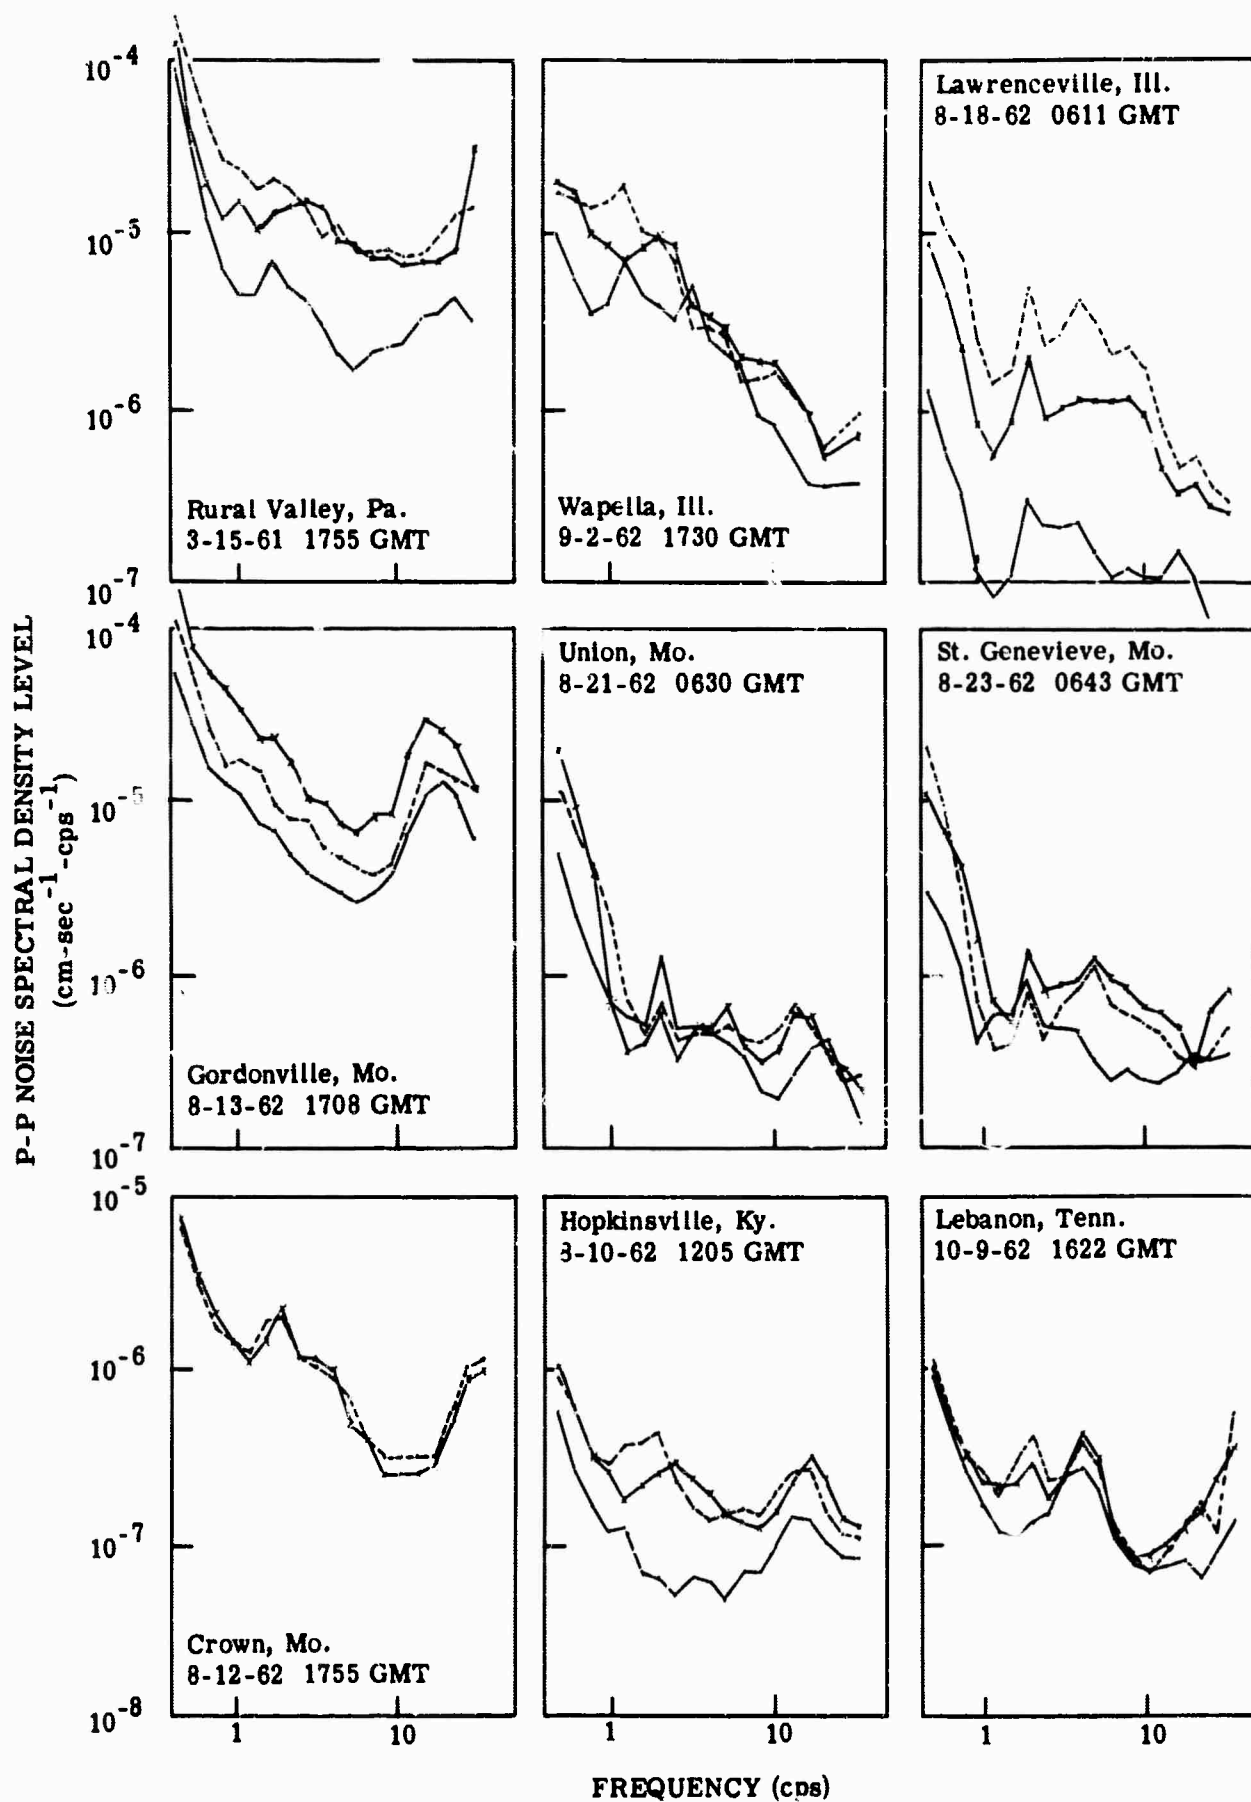 10-4
10-5
10-6
10-7
Rural Valley, Pa.
3-15-61 1755 GMT
Wapella, Ill.
9-2-62 1730 GMT
Lawrenceville, Ill.
8-18-62 0611 GMT
P-P NOISE SPECTRAL DENSITY LEVEL
(cm-sec-1-cps-1)
10-4
10-5
10-6
10-7
Gordonville, Mo.
8-13-62 1708 GMT
Union, Mo.
8-21-62 0630 GMT
St. Genevieve, Mo.
8-23-62 0643 GMT
10-5
10-6
10-7
10-8
Crown, Mo.
8-12-62 1755 GMT
Hopkinsville, Ky.
-10-62 1205 GMT
Lebanon, Tenn.
10-9-62 1622 GMT
1 10 1 10 1 10
FREQUENCY (cps)